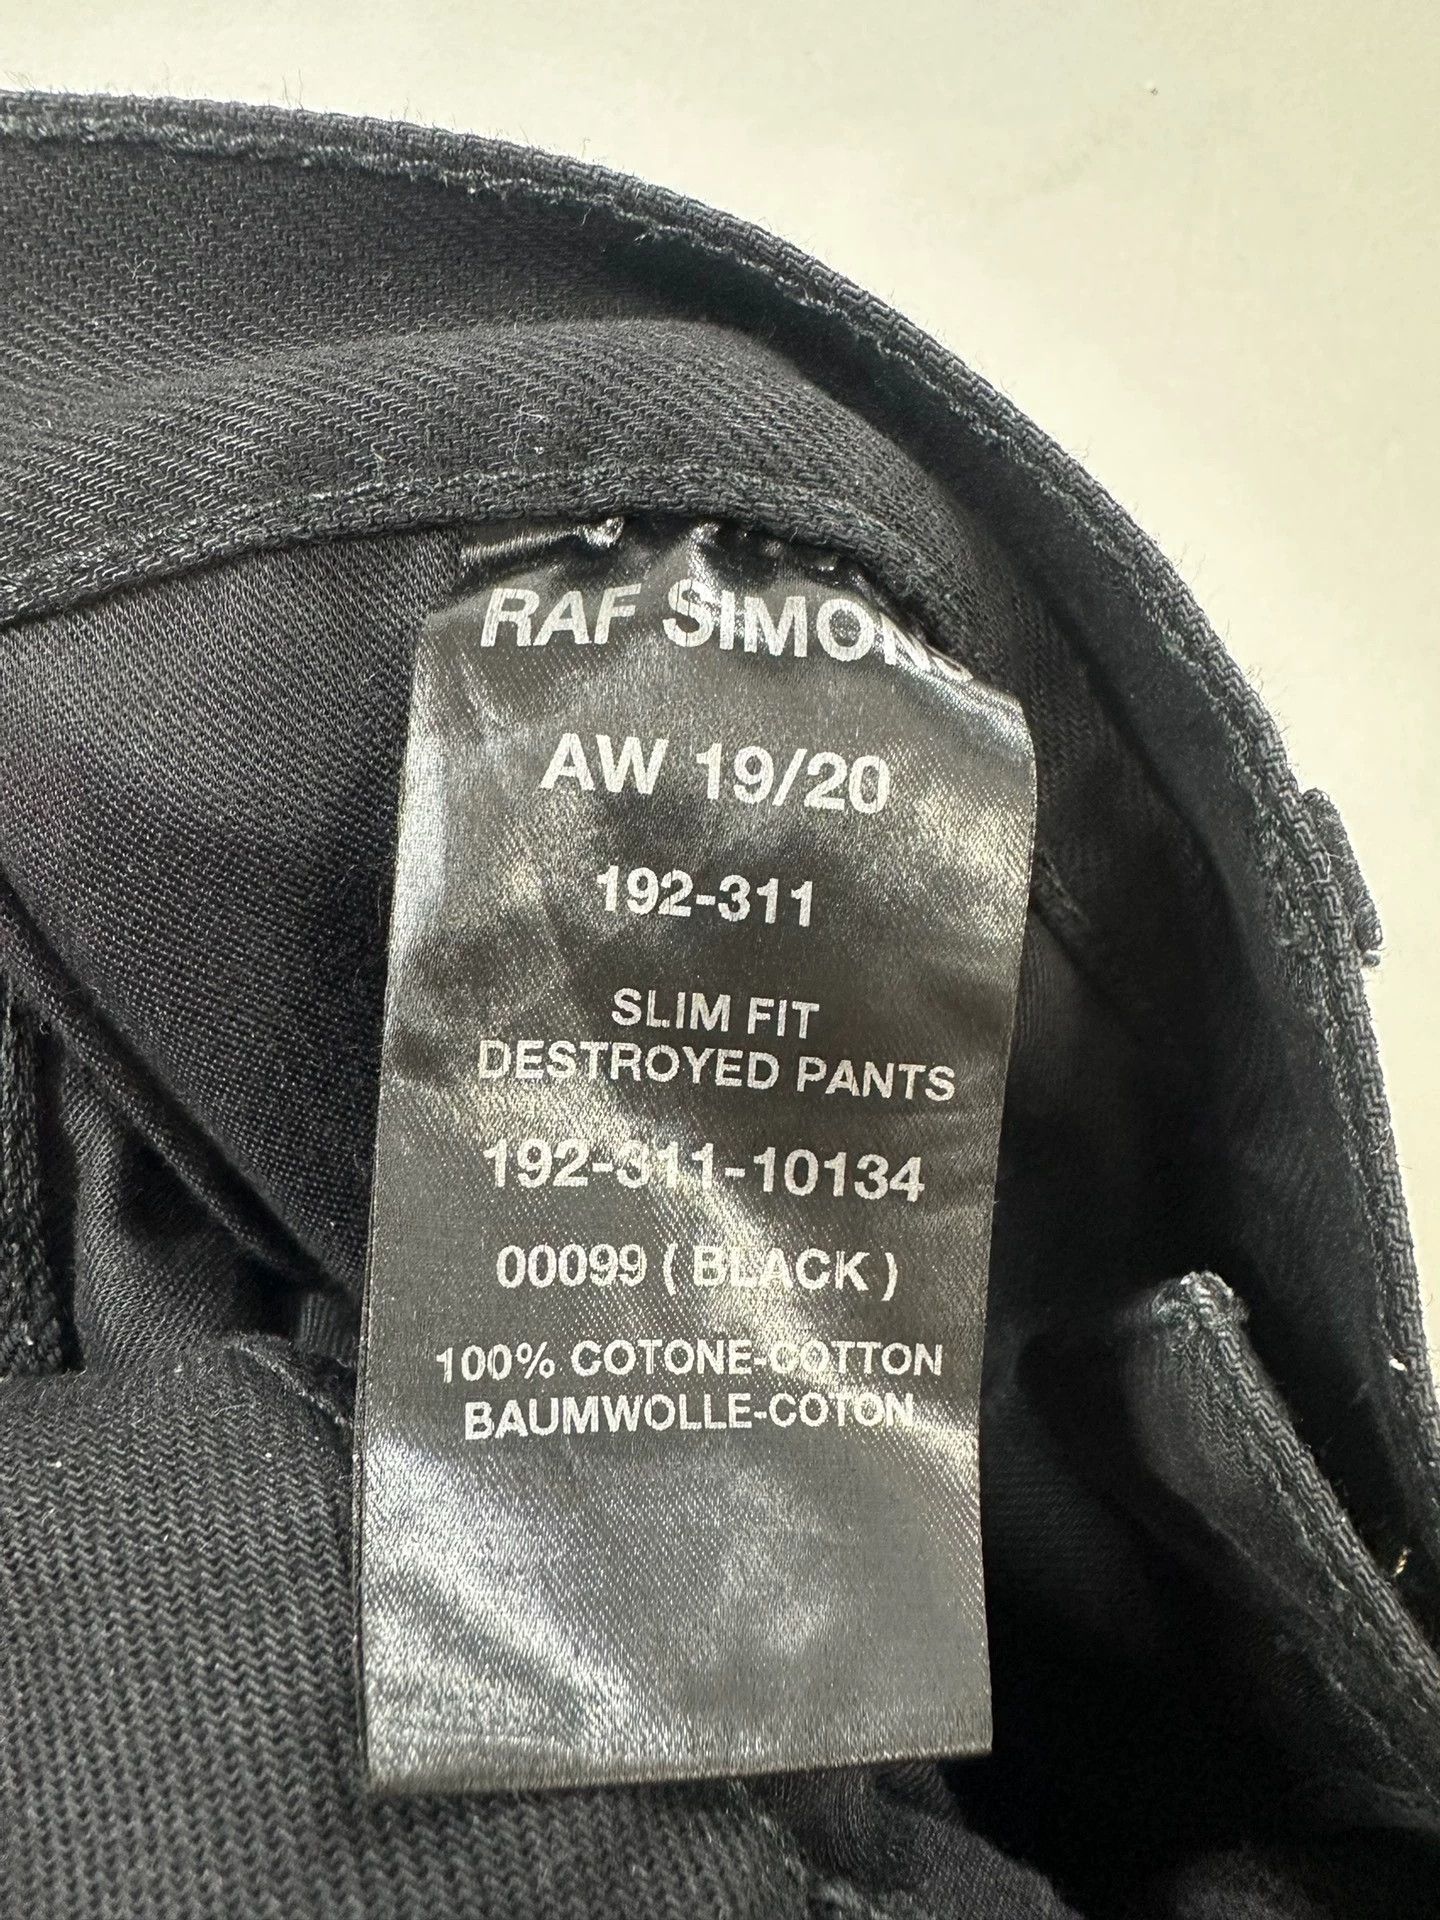 RAF SIMONS
AW 19/20
192-311
SLIM FIT
DESTROYED PANTS
192-311-10134
00099 ( BLACK )
100% COTONE-COTTON
BAUMWOLLE-COTON